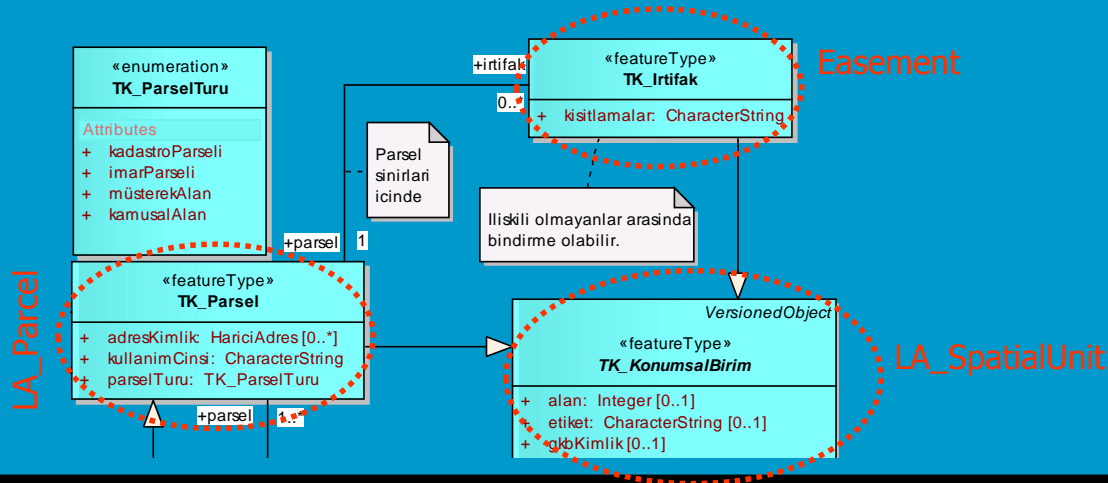 «enumeration»
TK_ParselTuru
Attributes
+ kadastroParseli
+ imarParseli
+ müsterekAlan
+ kamusalAlan
+irtifak
0..*
«featureType»
TK_Irtifak
+ kisitlamalar: CharacterString
Easement
Parsel
sinirlari
icinde
Iliskili olmayanlar arasinda
bindirme olabilir.
+parsel
1
LA_Parcel
«featureType»
TK_Parsel
+ adresKimlik: HariciAdres [0..*]
+ kullanimCinsi: CharacterString
+ parselTuru: TK_ParselTuru
+parsel
1..*
VersionedObject
«featureType»
TK_KonumsalBirim
+ alan: Integer [0..1]
+ etiket: CharacterString [0..1]
+ gkbKimlik [0..1]
LA_SpatialUnit